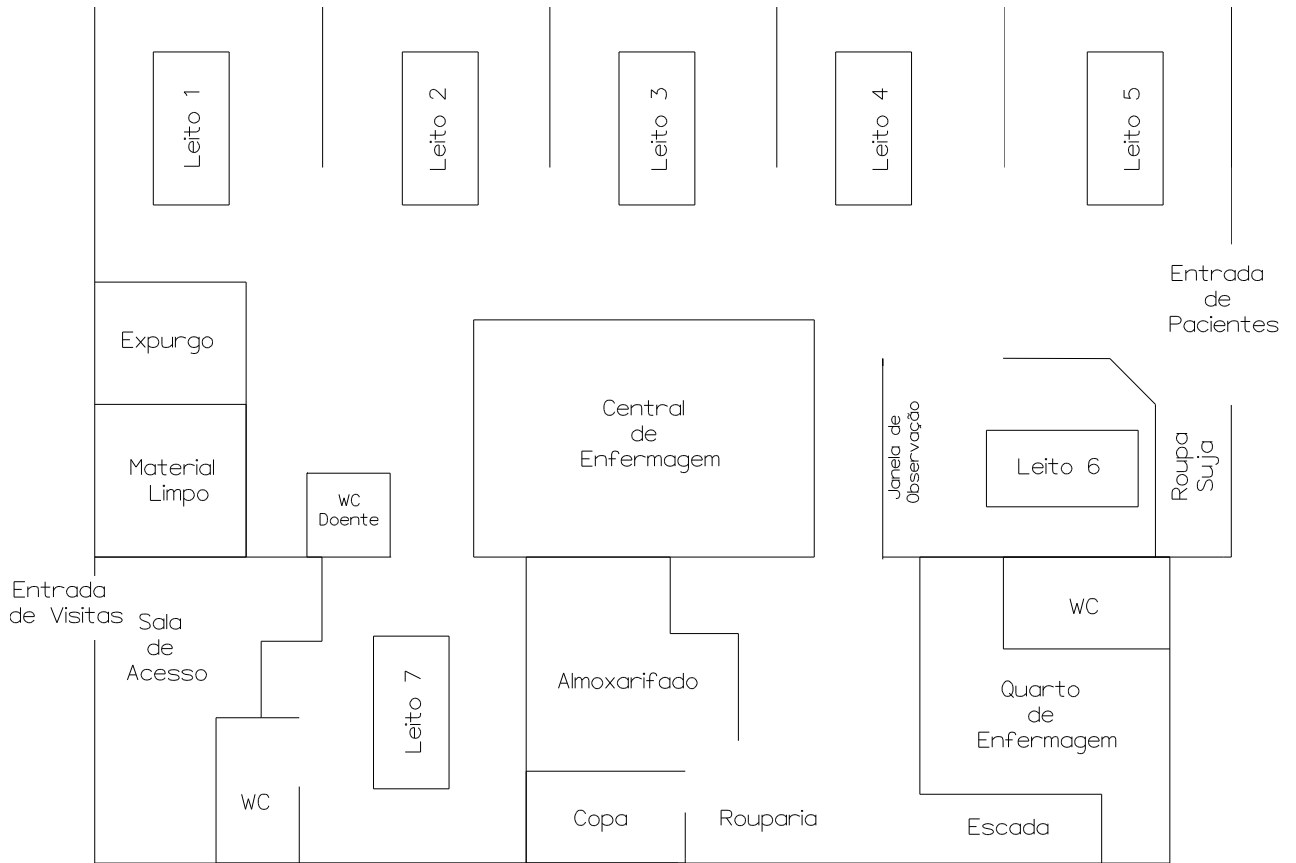 Leito 1
Leito 2
Leito 3
Leito 4
Leito 5
Entrada
de
Pacientes
Expurgo
Central
de
Enfermagem
Janela de
Observação
Leito 6
Roupa
Suja
Material
Limpo
WC
Doente
Entrada
de Visitas
Sala
de
Acesso
WC
Leito 7
Almoxarifado
Quarto
de
Enfermagem
WC
Copa
Rouparia
Escada